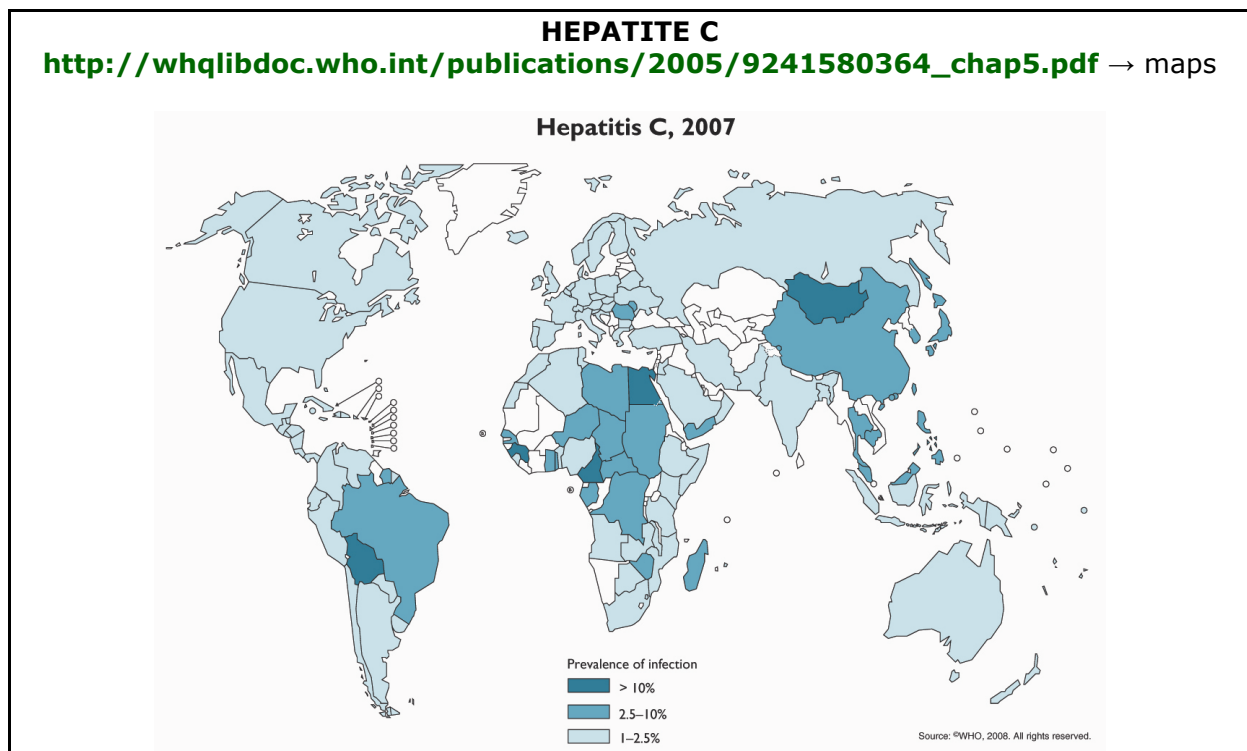 HEPATITE C
http://whqlibdoc.who.int/publications/2005/9241580364_chap5.pdf → maps
Hepatitis C, 2007
Prevalence of infection
> 10%
2.5–10%
1–2.5%
Source: ©WHO, 2008. All rights reserved.